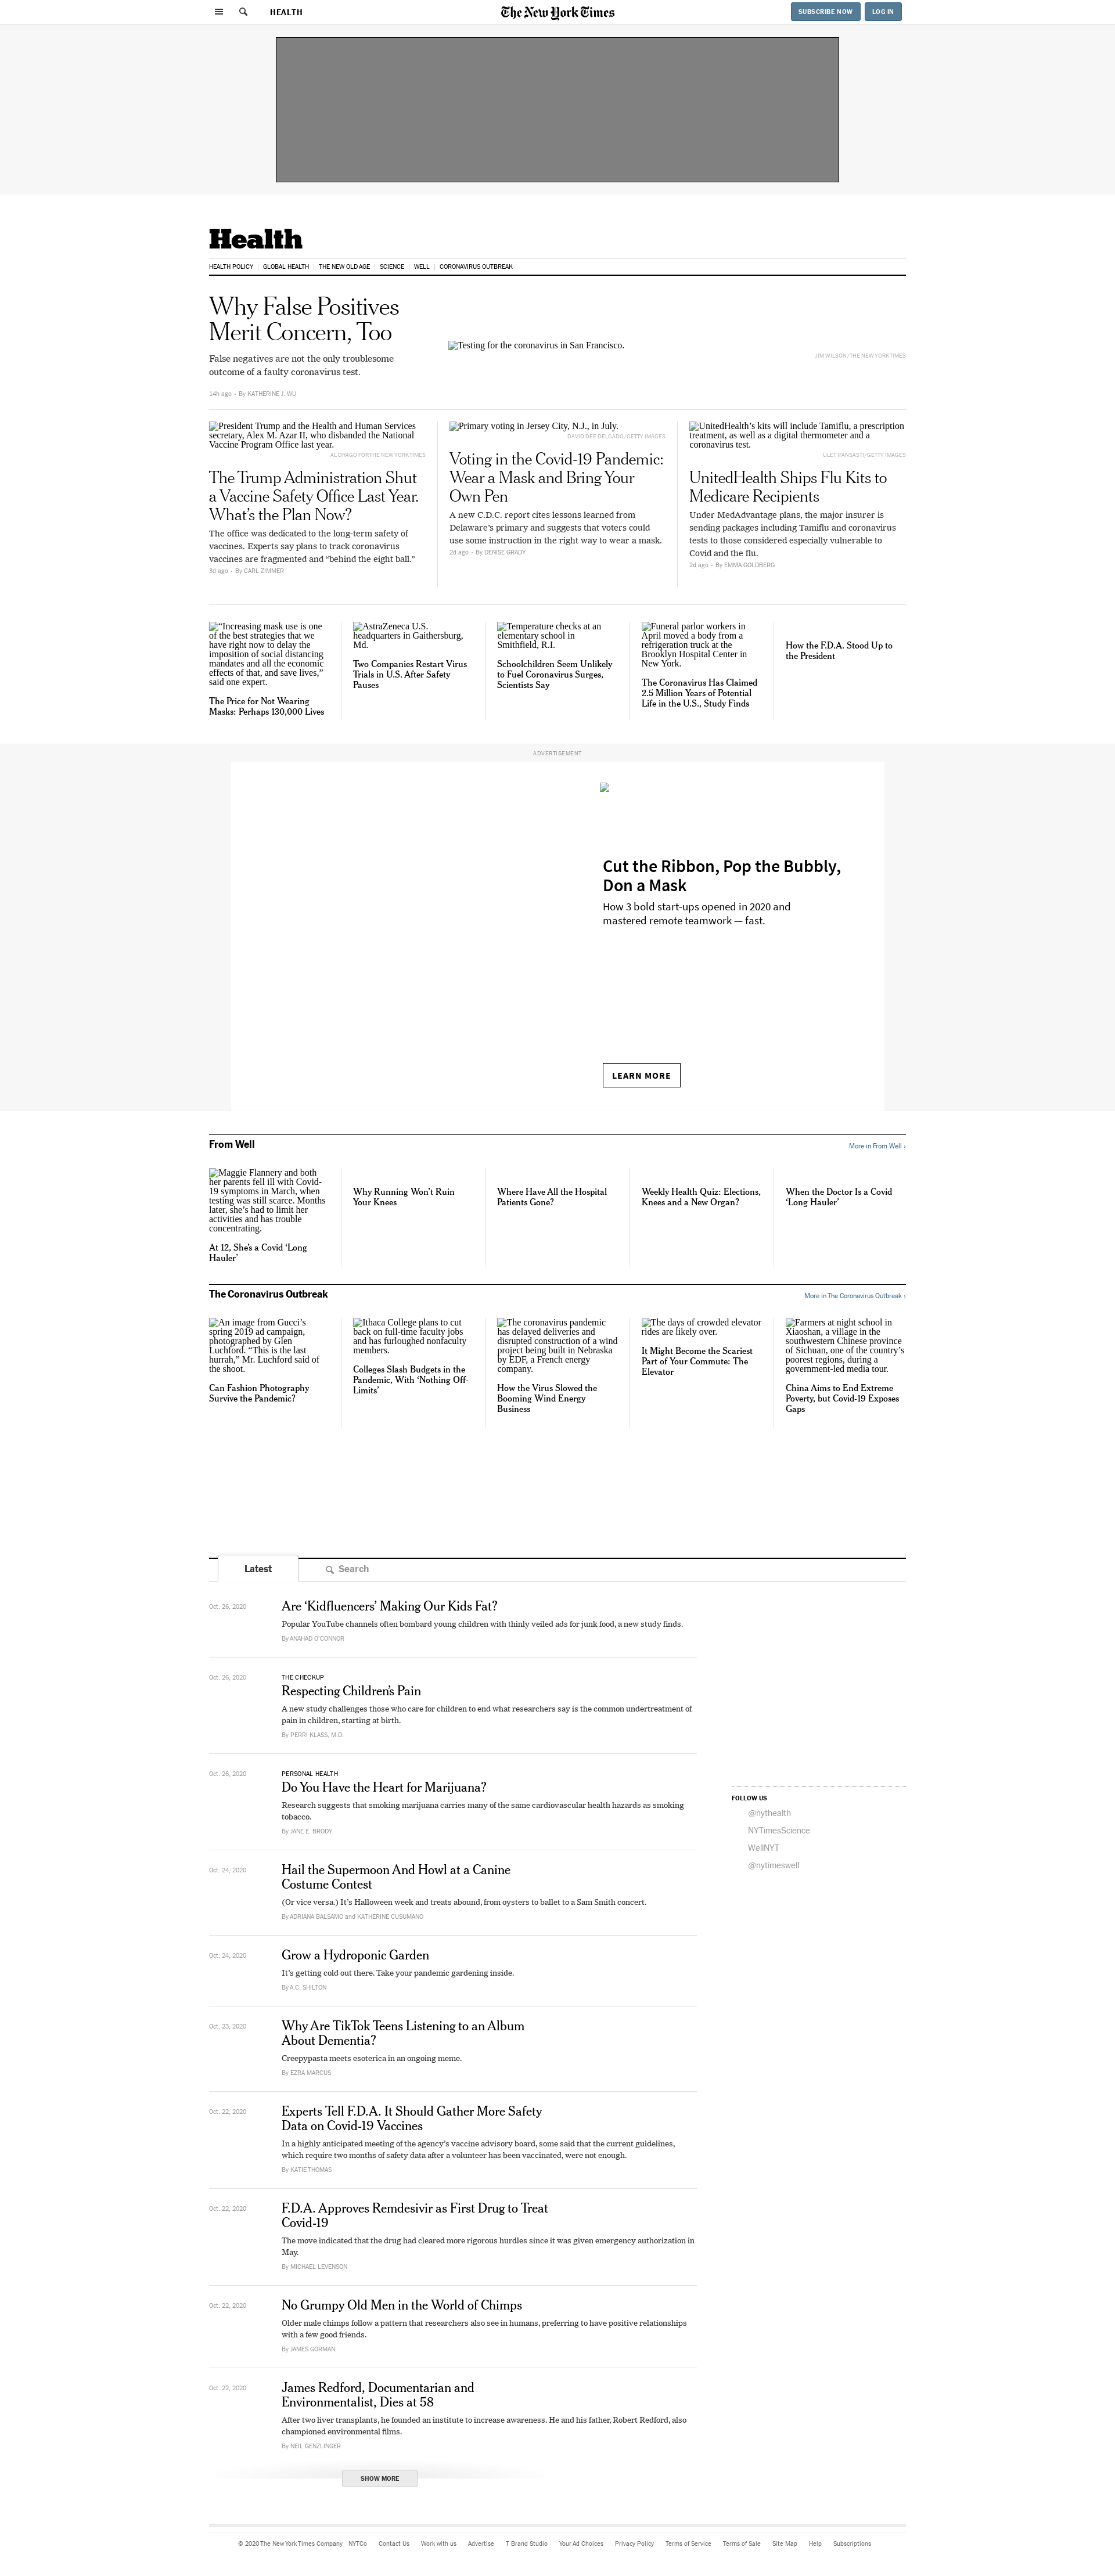 HEALTH
The New York Times
SUBSCRIBE NOW
LOG IN
Health
HEALTH POLICY | GLOBAL HEALTH | THE NEW OLD AGE | SCIENCE | WELL | CORONAVIRUS OUTBREAK
Why False Positives
Merit Concern, Too
False negatives are not the only troublesome
outcome of a faulty coronavirus test.
14h ago • By KATHERINE J. WU
Testing for the coronavirus in San Francisco.
JIM WILSON/THE NEW YORK TIMES
President Trump and the Health and Human Services
secretary, Alex M. Azar II, who disbanded the National
Vaccine Program Office last year.
AL DRAGO FOR THE NEW YORK TIMES
The Trump Administration Shut
a Vaccine Safety Office Last Year.
What's the Plan Now?
The office was dedicated to the long-term safety of
vaccines. Experts say plans to track coronavirus
vaccines are fragmented and “behind the eight ball.”
3d ago • By CARL ZIMMER
Primary voting in Jersey City, N.J., in July.
DAVID DEE DELGADO/GETTY IMAGES
Voting in the Covid-19 Pandemic:
Wear a Mask and Bring Your
Own Pen
A new C.D.C. report cites lessons learned from
Delaware's primary and suggests that voters could
use some instruction in the right way to wear a mask.
2d ago • By DENISE GRADY
UnitedHealth's kits will include Tamiflu, a prescription
treatment, as well as a digital thermometer and a
coronavirus test.
ULET IFANSASTI/GETTY IMAGES
UnitedHealth Ships Flu Kits to
Medicare Recipients
Under MedAdvantage plans, the major insurer is
sending packages including Tamiflu and coronavirus
tests to those considered especially vulnerable to
Covid and the flu.
2d ago • By EMMA GOLDBERG
“Increasing mask use is one
of the best strategies that we
have right now to delay the
imposition of social distancing
mandates and all the economic
effects of that, and save lives,”
said one expert.
The Price for Not Wearing
Masks: Perhaps 130,000 Lives
AstraZeneca U.S.
headquarters in Gaithersburg,
Md.
Two Companies Restart Virus
Trials in U.S. After Safety
Pauses
Temperature checks at an
elementary school in
Smithfield, R.I.
Schoolchildren Seem Unlikely
to Fuel Coronavirus Surges,
Scientists Say
Funeral parlor workers in
April moved a body from a
refrigeration truck at the
Brooklyn Hospital Center in
New York.
The Coronavirus Has Claimed
2.5 Million Years of Potential
Life in the U.S., Study Finds
How the F.D.A. Stood Up to
the President
ADVERTISEMENT
Cut the Ribbon, Pop the Bubbly,
Don a Mask
How 3 bold start-ups opened in 2020 and
mastered remote teamwork — fast.
LEARN MORE
From Well
More in From Well ›
Maggie Flannery and both
her parents fell ill with Covid-
19 symptoms in March, when
testing was still scarce. Months
later, she's had to limit her
activities and has trouble
concentrating.
At 12, She's a Covid ‘Long
Hauler’
Why Running Won't Ruin
Your Knees
Where Have All the Hospital
Patients Gone?
Weekly Health Quiz: Elections,
Knees and a New Organ?
When the Doctor Is a Covid
‘Long Hauler’
The Coronavirus Outbreak
More in The Coronavirus Outbreak ›
An image from Gucci's
spring 2019 ad campaign,
photographed by Glen
Luchford. “This is the last
hurrah,” Mr. Luchford said of
the shoot.
Can Fashion Photography
Survive the Pandemic?
Ithaca College plans to cut
back on full-time faculty jobs
and has furloughed nonfaculty
members.
Colleges Slash Budgets in the
Pandemic, With ‘Nothing Off-
Limits’
The coronavirus pandemic
has delayed deliveries and
disrupted construction of a wind
project being built in Nebraska
by EDF, a French energy
company.
How the Virus Slowed the
Booming Wind Energy
Business
The days of crowded elevator
rides are likely over.
It Might Become the Scariest
Part of Your Commute: The
Elevator
Farmers at night school in
Xiaoshan, a village in the
southwestern Chinese province
of Sichuan, one of the country's
poorest regions, during a
government-led media tour.
China Aims to End Extreme
Poverty, but Covid-19 Exposes
Gaps
Latest
Search
Oct. 26, 2020
Are ‘Kidfluencers’ Making Our Kids Fat?
Popular YouTube channels often bombard young children with thinly veiled ads for junk food, a new study finds.
By ANAHAD O'CONNOR
Oct. 26, 2020
THE CHECKUP
Respecting Children's Pain
A new study challenges those who care for children to end what researchers say is the common undertreatment of
pain in children, starting at birth.
By PERRI KLASS, M.D.
Oct. 26, 2020
PERSONAL HEALTH
Do You Have the Heart for Marijuana?
Research suggests that smoking marijuana carries many of the same cardiovascular health hazards as smoking
tobacco.
By JANE E. BRODY
Oct. 24, 2020
Hail the Supermoon And Howl at a Canine
Costume Contest
(Or vice versa.) It's Halloween week and treats abound, from oysters to ballet to a Sam Smith concert.
By ADRIANA BALSAMO and KATHERINE CUSUMANO
Oct. 24, 2020
Grow a Hydroponic Garden
It's getting cold out there. Take your pandemic gardening inside.
By A.C. SHILTON
Oct. 23, 2020
Why Are TikTok Teens Listening to an Album
About Dementia?
Creepypasta meets esoterica in an ongoing meme.
By EZRA MARCUS
Oct. 22, 2020
Experts Tell F.D.A. It Should Gather More Safety
Data on Covid-19 Vaccines
In a highly anticipated meeting of the agency's vaccine advisory board, some said that the current guidelines,
which require two months of safety data after a volunteer has been vaccinated, were not enough.
By KATIE THOMAS
Oct. 22, 2020
F.D.A. Approves Remdesivir as First Drug to Treat
Covid-19
The move indicated that the drug had cleared more rigorous hurdles since it was given emergency authorization in
May.
By MICHAEL LEVENSON
Oct. 22, 2020
No Grumpy Old Men in the World of Chimps
Older male chimps follow a pattern that researchers also see in humans, preferring to have positive relationships
with a few good friends.
By JAMES GORMAN
Oct. 22, 2020
James Redford, Documentarian and
Environmentalist, Dies at 58
After two liver transplants, he founded an institute to increase awareness. He and his father, Robert Redford, also
championed environmental films.
By NEIL GENZLINGER
SHOW MORE
FOLLOW US
@nythealth
NYTimesScience
WellNYT
@nytimeswell
© 2020 The New York Times Company NYTCo Contact Us Work with us Advertise T Brand Studio Your Ad Choices Privacy Policy Terms of Service Terms of Sale Site Map Help Subscriptions